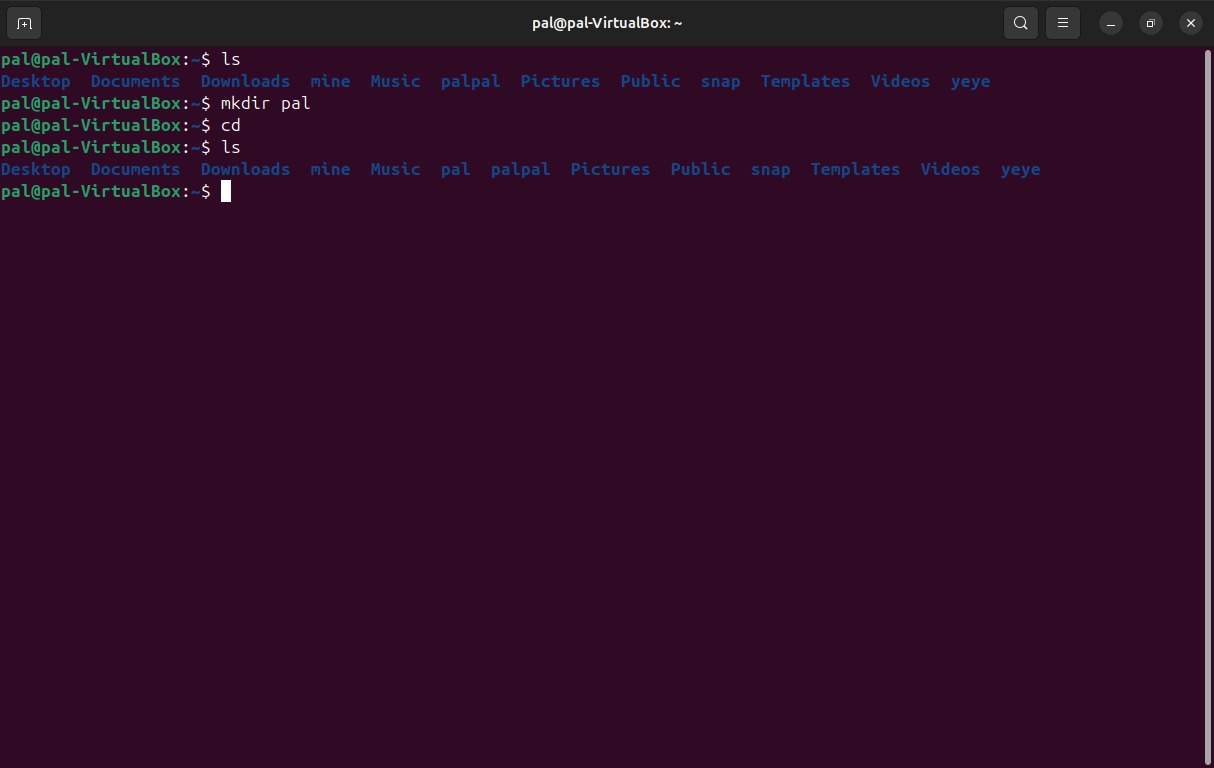 pal@pal-VirtualBox: ~
pal@pal-VirtualBox:~$ ls
Desktop  Documents  Downloads  mine  Music  palpal  Pictures  Public  snap  Templates  Videos  yeye
pal@pal-VirtualBox:~$ mkdir pal
pal@pal-VirtualBox:~$ cd
pal@pal-VirtualBox:~$ ls
Desktop  Documents  Downloads  mine  Music  pal  palpal  Pictures  Public  snap  Templates  Videos  yeye
pal@pal-VirtualBox:~$